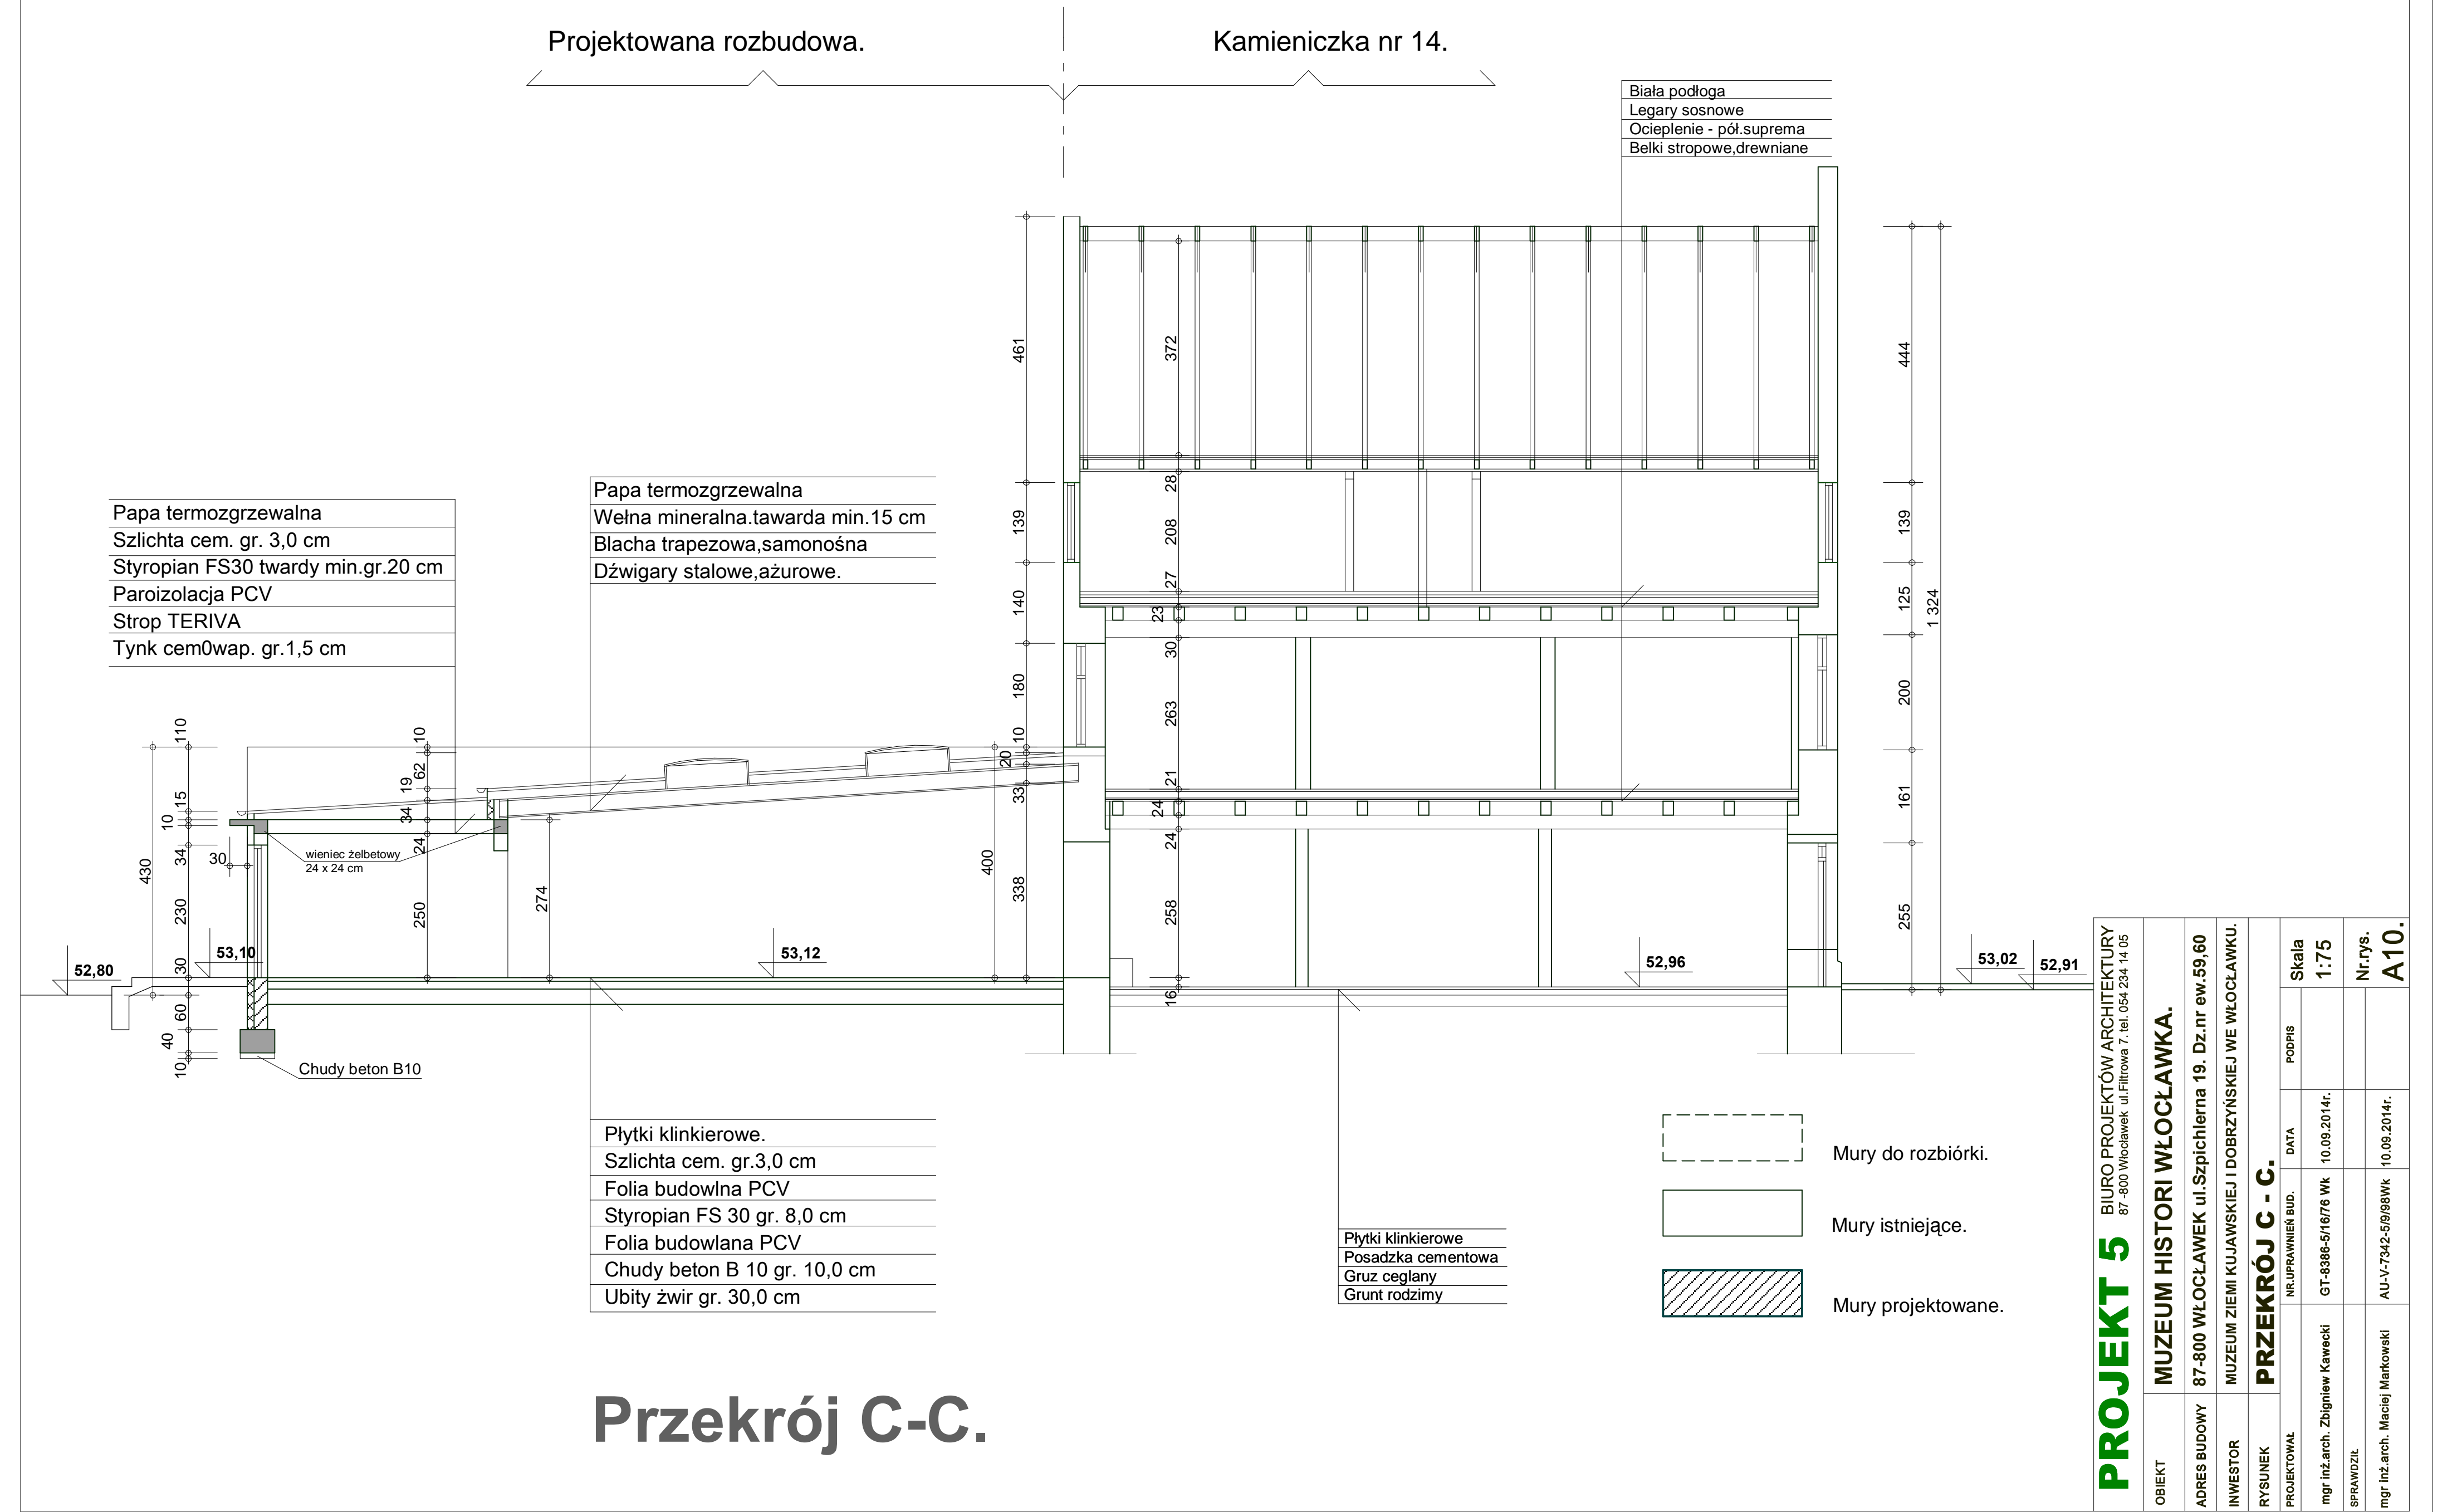 Projektowana rozbudowa.
Kamieniczka nr 14.
Biała podłoga
Legary sosnowe
Ocieplenie - pół.suprema
Belki stropowe,drewniane
Papa termozgrzewalna
Szlichta cem. gr. 3,0 cm
Styropian FS30 twardy min.gr.20 cm
Paroizolacja PCV
Strop TERIVA
Tynk cem0wap. gr.1,5 cm
Papa termozgrzewalna
Wełna mineralna.tawarda min.15 cm
Blacha trapezowa,samonośna
Dźwigary stalowe,ażurowe.
430
110
15
10
34
230
30
60
40
10
30
10
62
19
34
24
250
274
400
461
139
140
180
10
20
33
338
372
28
208
27
23
30
263
21
24
24
258
16
444
139
125
200
161
255
1 324
wieniec żelbetowy
24 x 24 cm
52,80
53,10
53,12
52,96
53,02
52,91
Chudy beton B10
Płytki klinkierowe.
Szlichta cem. gr.3,0 cm
Folia budowlna PCV
Styropian FS 30 gr. 8,0 cm
Folia budowlana PCV
Chudy beton B 10 gr. 10,0 cm
Ubity żwir gr. 30,0 cm
Płytki klinkierowe
Posadzka cementowa
Gruz ceglany
Grunt rodzimy
Mury do rozbiórki.
Mury istniejące.
Mury projektowane.
Przekrój C-C.
PROJEKT 5
BIURO PROJEKTÓW ARCHITEKTURY
87 -800 Włocławek ul.Filtrowa 7. tel. 054 234 14 05
OBIEKT
MUZEUM HISTORI WŁOCŁAWKA.
ADRES BUDOWY
87-800 WŁOCŁAWEK ul.Szpichlerna 19. Dz.nr ew.59,60
INWESTOR
MUZEUM ZIEMI KUJAWSKIEJ I DOBRZYŃSKIEJ WE WŁOCŁAWKU.
RYSUNEK
PRZEKRÓJ C - C.
PROJEKTOWAŁ
NR.UPRAWNIEŃ BUD.
DATA
PODPIS
Skala
1:75
mgr inż.arch. Zbigniew Kawecki
GT-8386-5/16/76 Wk
10.09.2014r.
SPRAWDZIŁ
Nr.rys.
A10.
mgr inż.arch. Maciej Markowski
AU-V-7342-5/9/98Wk
10.09.2014r.